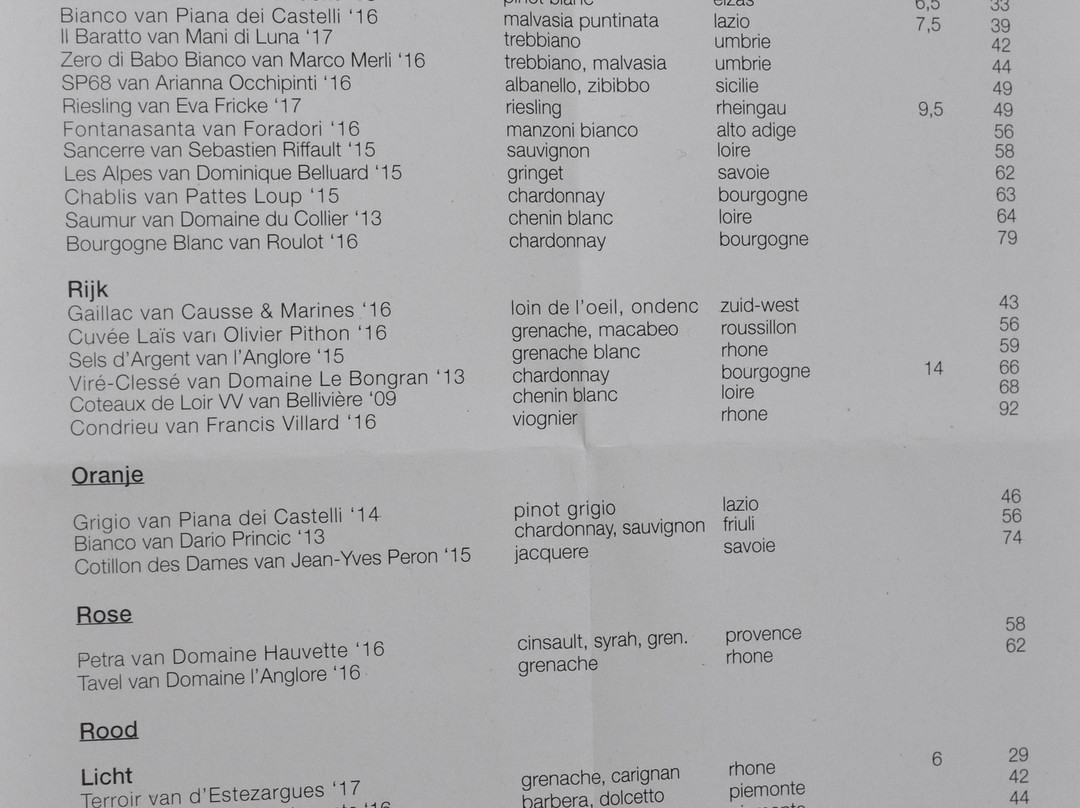 pinot blanc elzas 6,5 33
Bianco van Piana dei Castelli ‘16 malvasia puntinata lazio 7,5 39
Il Baratto van Mani di Luna ‘17 trebbiano umbrie 42
Zero di Babo Bianco van Marco Merli ‘16 trebbiano, malvasia umbrie 44
SP68 van Arianna Occhipinti ‘16 albanello, zibibbo sicilie 49
Riesling van Eva Fricke ‘17 riesling rheingau 9,5 49
Fontanasanta van Foradori ‘16 manzoni bianco alto adige 56
Sancerre van Sebastien Riffault ‘15 sauvignon loire 58
Les Alpes van Dominique Belluard ‘15 gringet savoie 62
Chablis van Pattes Loup ‘15 chardonnay bourgogne 63
Saumur van Domaine du Collier ‘13 chenin blanc loire 64
Bourgogne Blanc van Roulot ‘16 chardonnay bourgogne 79
Rijk
Gaillac van Causse & Marines ‘16 loin de l’oeil, ondenc zuid-west 43
Cuvée Laïs van Olivier Pithon ‘16 grenache, macabeo roussillon 56
Sels d’Argent van l’Anglore ‘15 grenache blanc rhone 59
Viré-Clessé van Domaine Le Bongran ‘13 chardonnay bourgogne 14 66
Coteaux de Loir VV van Bellivière ‘09 chenin blanc loire 68
Condrieu van Francis Villard ‘16 viognier rhone 92
Oranje
Grigio van Piana dei Castelli ‘14 pinot grigio lazio 46
Bianco van Dario Princic ‘13 chardonnay, sauvignon friuli 56
Cotillon des Dames van Jean-Yves Peron ‘15 jacquere savoie 74
Rose
Petra van Domaine Hauvette ‘16 cinsault, syrah, gren. provence 58
Tavel van Domaine l’Anglore ‘16 grenache rhone 62
Rood
Licht
Terroir van d’Estezargues ‘17 grenache, carignan rhone 6 29
barbera, dolcetto piemonte 42
44